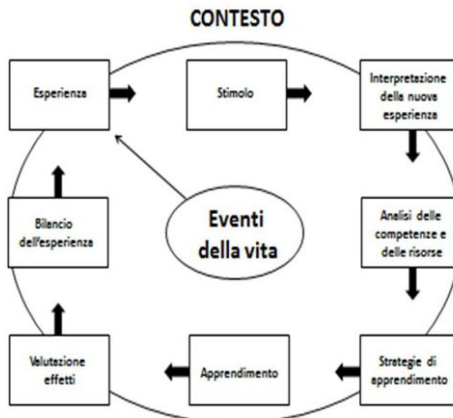 CONTESTO
Esperienza
Stimolo
Interpretazione
della nuova
esperienza
Bilancio
dell'esperienza
Eventi
della vita
Analisi delle
competenze e
delle risorse
Valutazione
effetti
Apprendimento
Strategie di
apprendimento